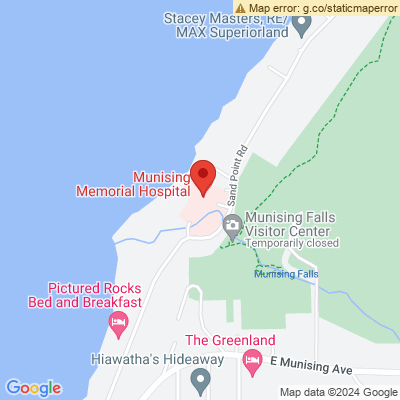 Map error: g.co/staticmaperror
Stacey Masters, RE/
MAX Superiorland
Sand Point Rd
Munising
Memorial Hospital
Munising Falls
Visitor Center
Temporarily closed
Munising Falls
Pictured Rocks
Bed and Breakfast
The Greenland
Hiawatha's Hideaway
E Munising Ave
Google
Map data ©2024 Google